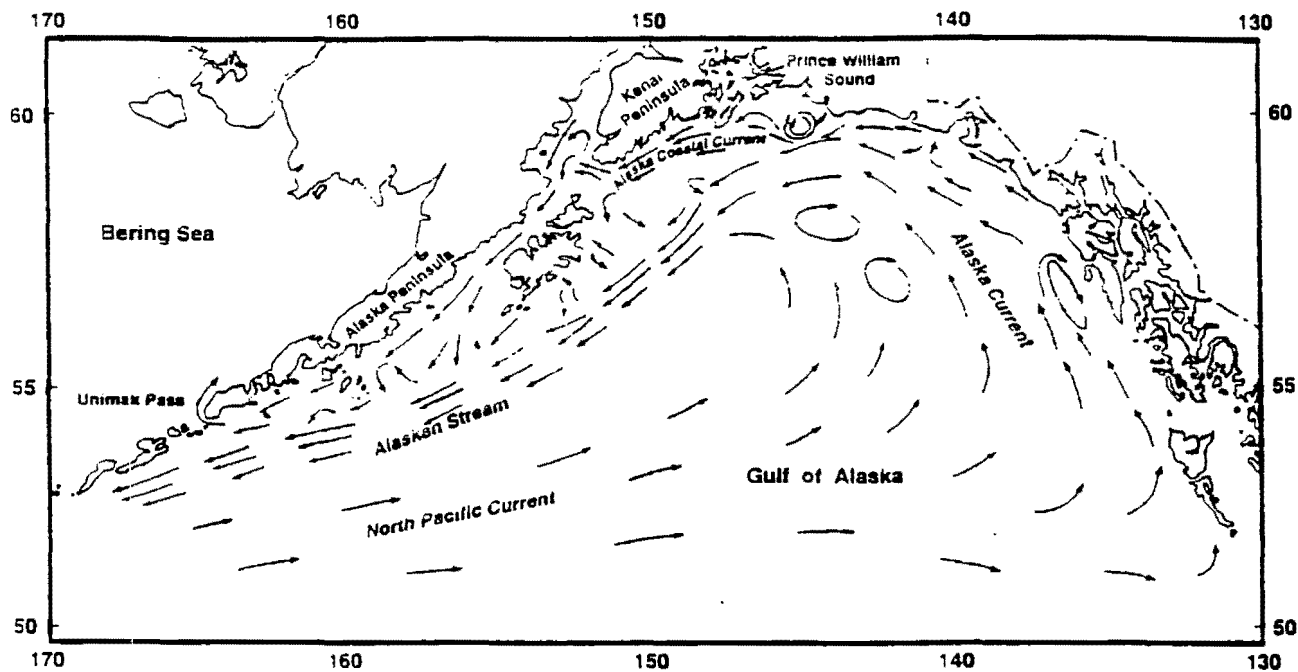 170 160 150 140 130
Prince William
Sound
Kenai
Peninsula
60 60
Alaska Coastal Current
Bering Sea
Alaska Peninsula
Alaska Current
55 55
Unimak Pass
Alaskan Stream
Gulf of Alaska
North Pacific Current
50 50
170 160 150 140 130